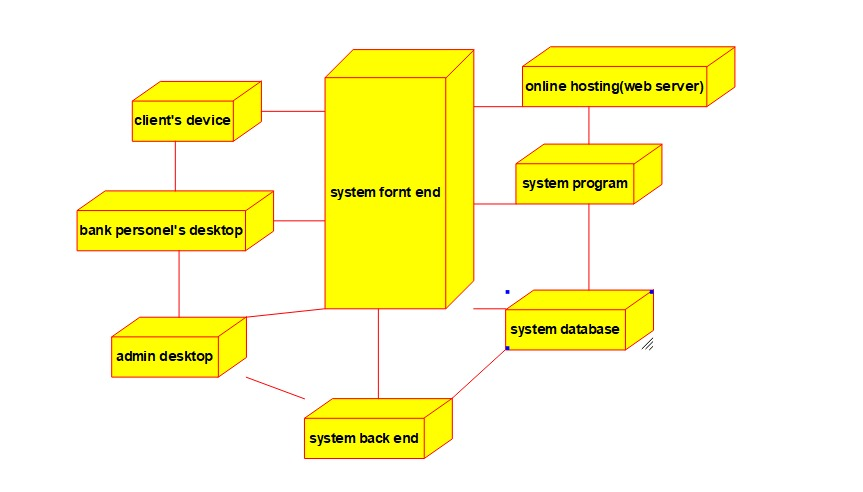 client's device
online hosting(web server)
system program
system fornt end
bank personel's desktop
system database
admin desktop
system back end